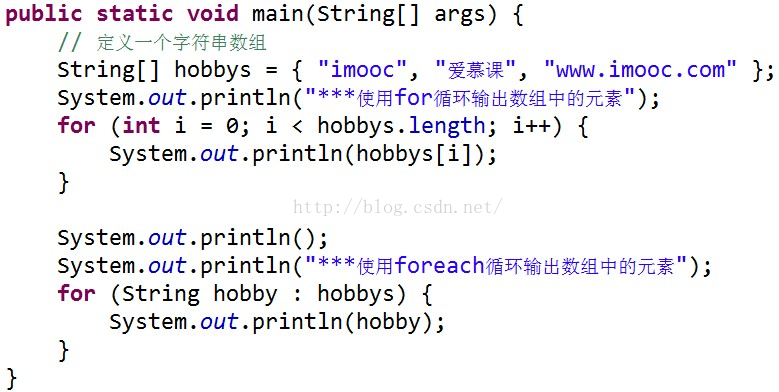 public static void main(String[] args) {
// 定义一个字符串数组
String[] hobbys = { "imooc", "爱慕课", "www.imooc.com" };
System.out.println("***使用for循环输出数组中的元素");
for (int i = 0; i < hobbys.length; i++) {
System.out.println(hobbys[i]);
}
http://blog.csdn.net/
System.out.println();
System.out.println("***使用foreach循环输出数组中的元素");
for (String hobby : hobbys) {
System.out.println(hobby);
}
}